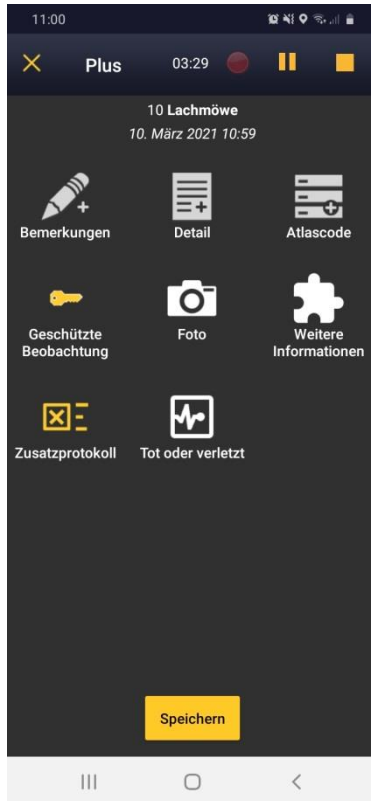 11:00
Plus 03:29
10 Lachmöwe
10. März 2021 10:59
Bemerkungen Detail Atlascode
Geschützte Beobachtung Foto Weitere Informationen
Zusatzprotokoll Tot oder verletzt
Speichern